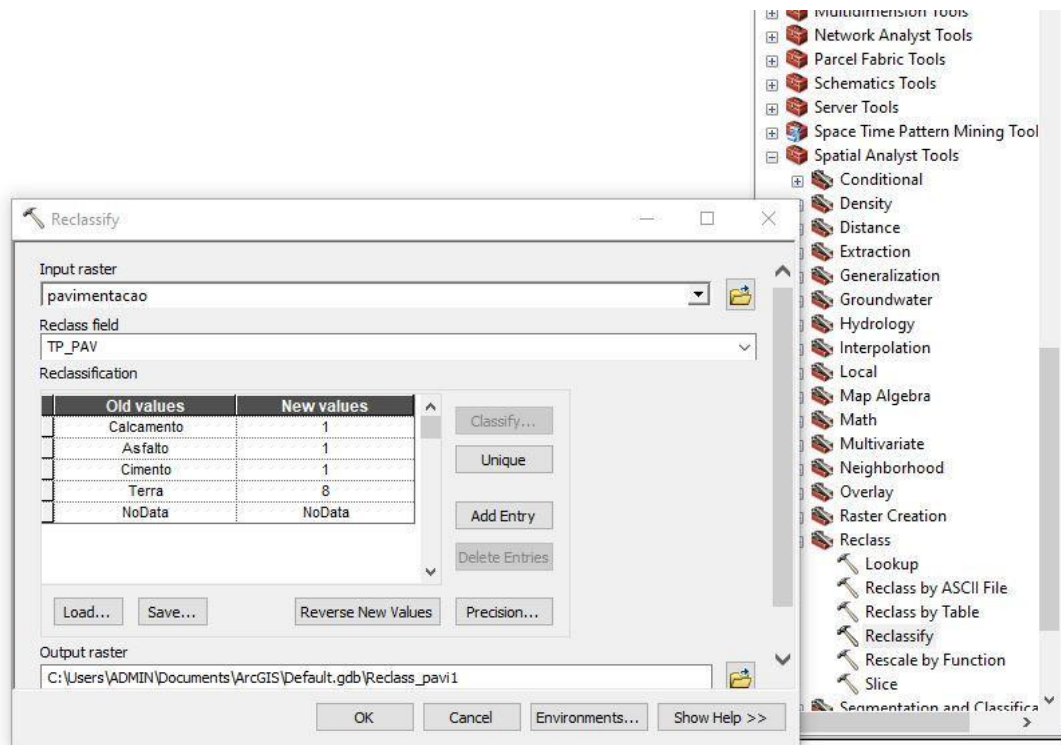 Multidimension Tools
Network Analyst Tools
Parcel Fabric Tools
Schematics Tools
Server Tools
Space Time Pattern Mining Tool
Spatial Analyst Tools
Conditional
Density
Distance
Extraction
Generalization
Groundwater
Hydrology
Interpolation
Local
Map Algebra
Math
Multivariate
Neighborhood
Overlay
Raster Creation
Reclass
Lookup
Reclass by ASCII File
Reclass by Table
Reclassify
Rescale by Function
Slice
Segmentation and Classifica
Reclassify
Input raster
pavimentacao
Reclass field
TP_PAV
Reclassification
Old values New values
Calcamento 1
Asfalto 1
Cimento 1
Terra 8
NoData NoData
Classify...
Unique
Add Entry
Delete Entries
Load... Save... Reverse New Values Precision...
Output raster
C:\Users\ADMIN\Documents\ArcGIS\Default.gdb\Reclass_pavi1
OK Cancel Environments... Show Help >>